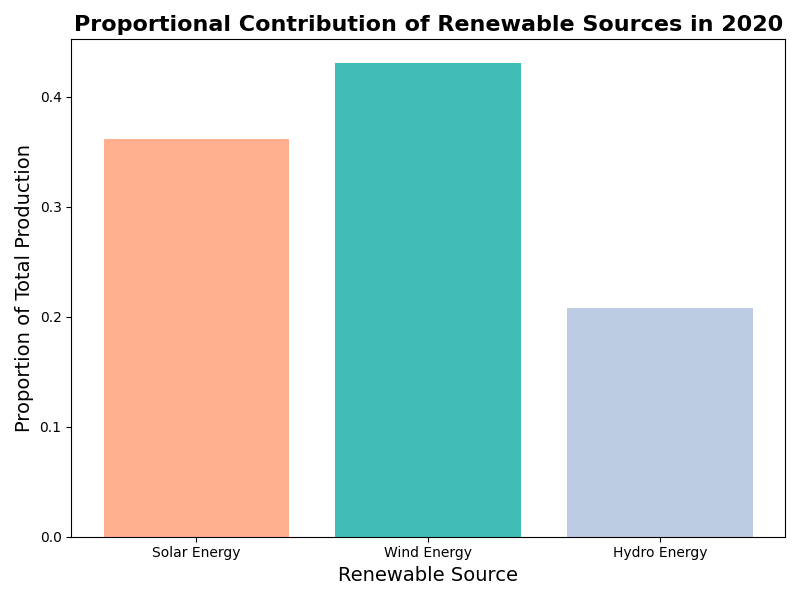 Proportional Contribution of Renewable Sources in 2020
Proportion of Total Production
0.4
0.3
0.2
0.1
0.0
Solar Energy
Wind Energy
Hydro Energy
Renewable Source